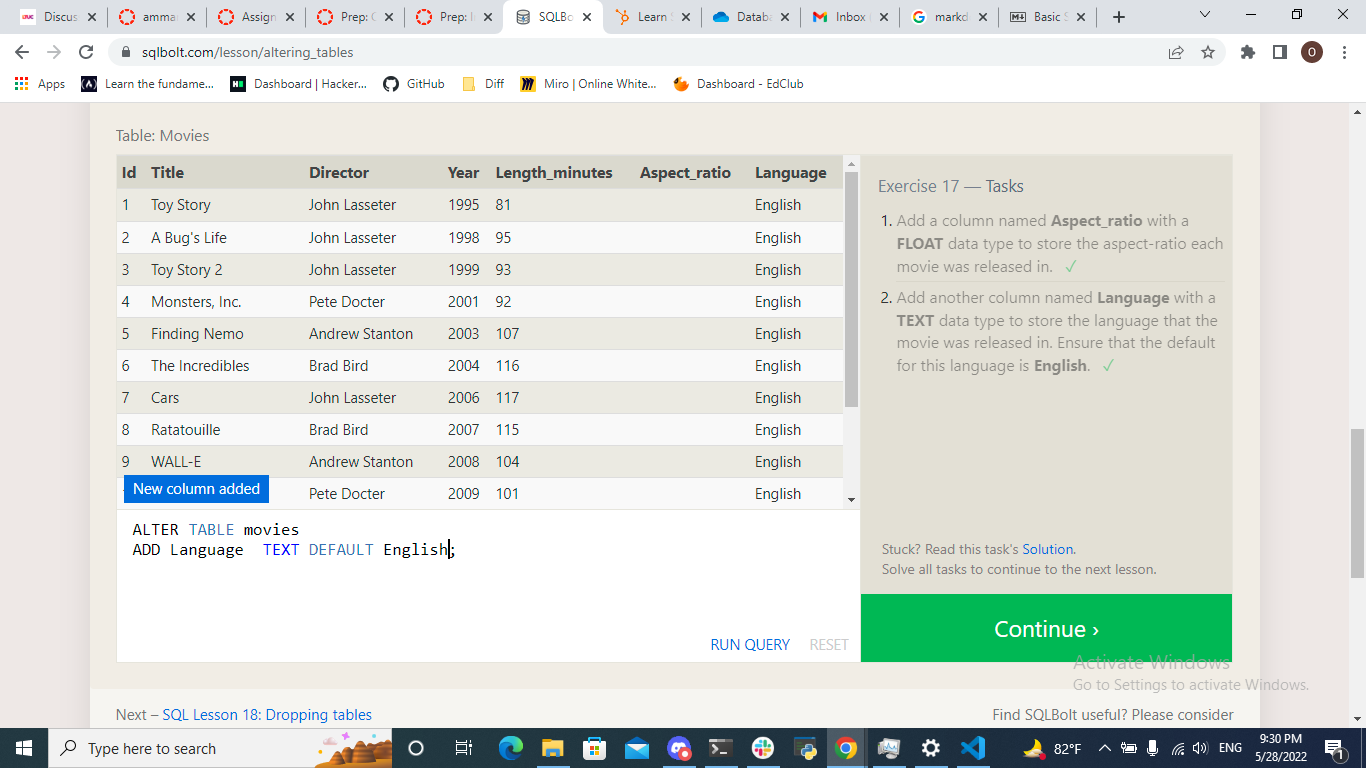 Discus
amma
Assign
Prep: C
Prep: I
SQLBo
Learn S
Databa
Inbox
markd
Basic S
sqlbolt.com/lesson/altering_tables
O
Apps
Learn the fundame...
Dashboard | Hacker...
GitHub
Diff
Miro | Online White...
Dashboard - EdClub
Table: Movies
Id Title Director Year Length_minutes Aspect_ratio Language
1 Toy Story John Lasseter 1995 81 English
2 A Bug's Life John Lasseter 1998 95 English
3 Toy Story 2 John Lasseter 1999 93 English
4 Monsters, Inc. Pete Docter 2001 92 English
5 Finding Nemo Andrew Stanton 2003 107 English
6 The Incredibles Brad Bird 2004 116 English
7 Cars John Lasseter 2006 117 English
8 Ratatouille Brad Bird 2007 115 English
9 WALL-E Andrew Stanton 2008 104 English
Pete Docter 2009 101 English
New column added
ALTER TABLE movies
ADD Language  TEXT DEFAULT English;
RUN QUERY RESET
Exercise 17 — Tasks
1. Add a column named Aspect_ratio with a
FLOAT data type to store the aspect-ratio each
movie was released in. ✓
2. Add another column named Language with a
TEXT data type to store the language that the
movie was released in. Ensure that the default
for this language is English. ✓
Stuck? Read this task's Solution.
Solve all tasks to continue to the next lesson.
Continue ›
Activate Windows
Go to Settings to activate Windows.
Next – SQL Lesson 18: Dropping tables
Find SQLBolt useful? Please consider
Type here to search
82°F
ENG
9:30 PM
5/28/2022
1